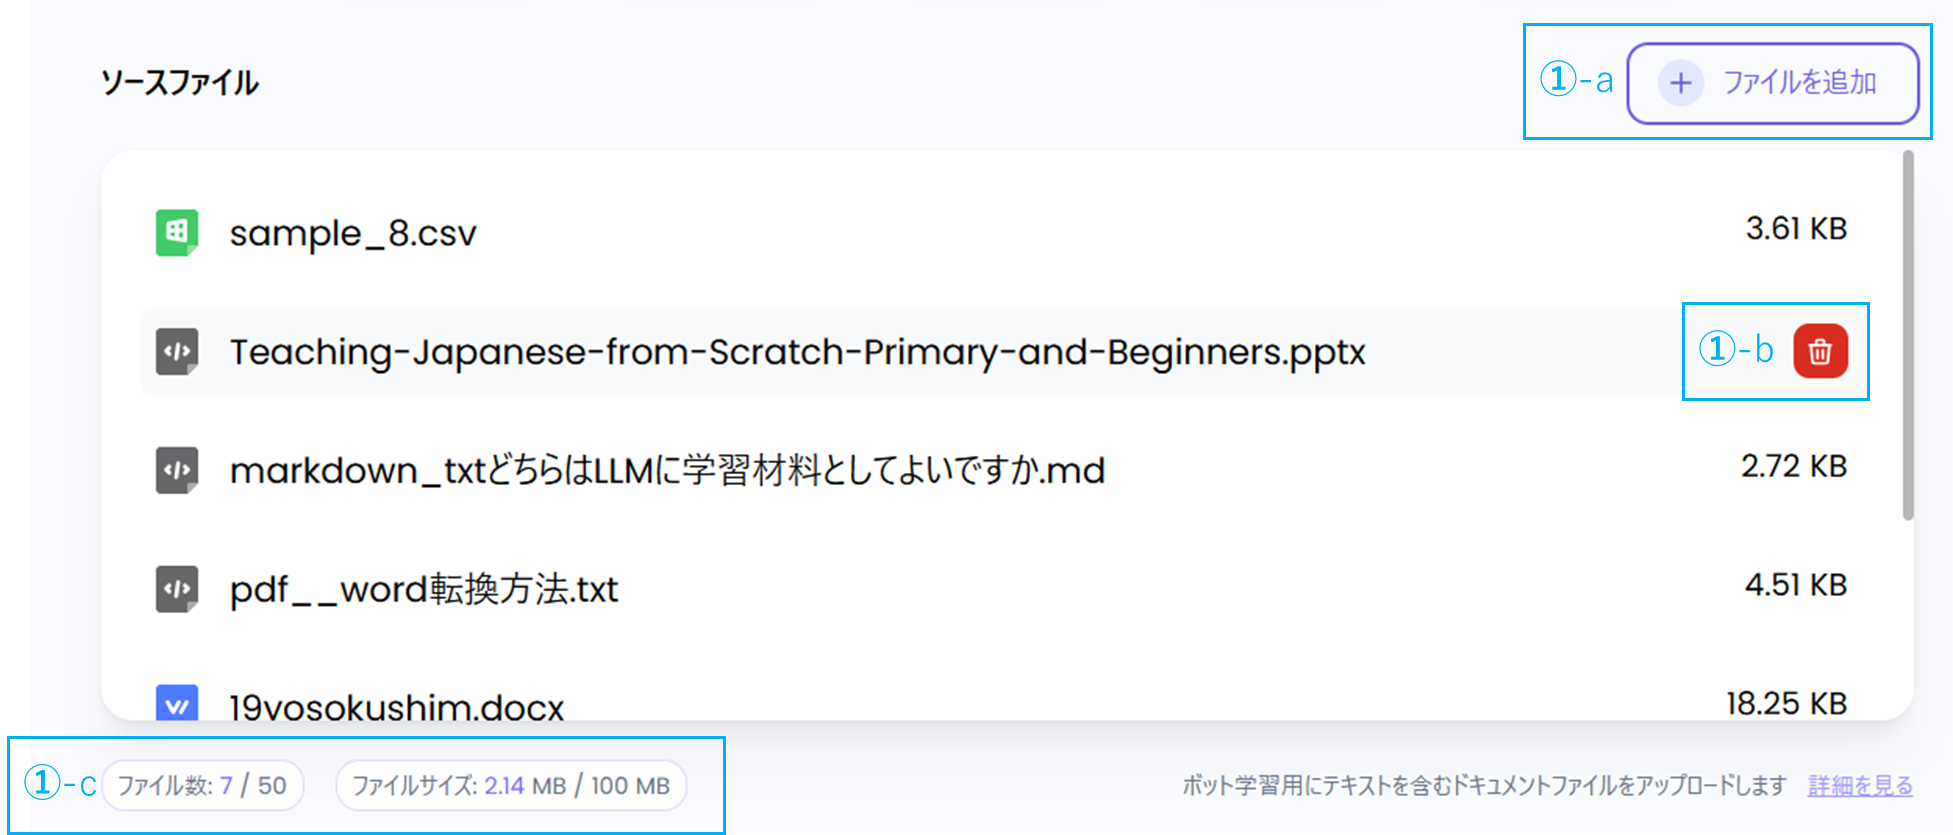 ソースファイル
①-a + ファイルを追加
sample_8.csv 3.61 KB
Teaching-Japanese-from-Scratch-Primary-and-Beginners.pptx ①-b
markdown_txtどちらはLLMに学習材料としてよいですか.md 2.72 KB
pdf__word転換方法.txt 4.51 KB
19yosokushim.docx 18.25 KB
①-c ファイル数: 7 / 50 ファイルサイズ: 2.14 MB / 100 MB ボット学習用にテキストを含むドキュメントファイルをアップロードします 詳細を見る